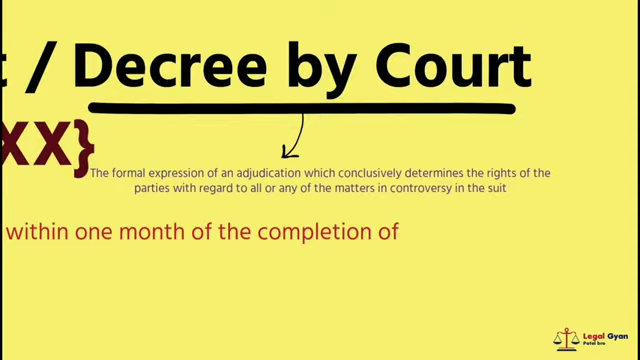 t / Decree by Court
XX}
The formal expression of an adjudication which conclusively determines the rights of the
parties with regard to all or any of the matters in controversy in the suit
within one month of the completion of
Legal Gyan
Patel Bro